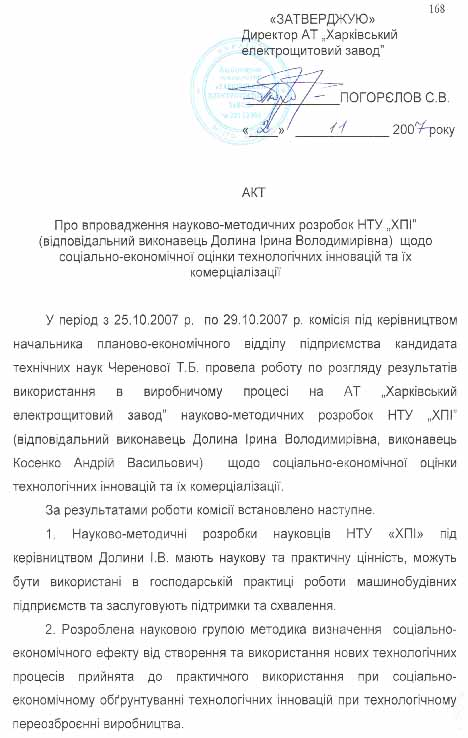 168
«ЗАТВЕРДЖУЮ»
Директор АТ „Харківський
електрощитовий завод”
ПОГОРЄЛОВ С.В.
« 2 » 11 2007 року
АКТ
Про впровадження науково-методичних розробок НТУ „ХПІ”
(відповідальний виконавець Долина Ірина Володимирівна) щодо
соціально-економічної оцінки технологічних інновацій та їх
комерціалізації
У період з 25.10.2007 р. по 29.10.2007 р. комісія під керівництвом
начальника планово-економічного відділу підприємства кандидата
технічних наук Черенової Т.Б. провела роботу по розгляду результатів
використання в виробничому процесі на АТ „Харківський
електрощитовий завод” науково-методичних розробок НТУ „ХПІ”
(відповідальний виконавець Долина Ірина Володимирівна, виконавець
Косенко Андрій Васильович) щодо соціально-економічної оцінки
технологічних інновацій та їх комерціалізації.
За результатами роботи комісії встановлено наступне.
1. Науково-методичні розробки науковців НТУ «ХПІ» під
керівництвом Долини І.В. мають наукову та практичну цінність, можуть
бути використані в господарській практиці роботи машинобудівних
підприємств та заслуговують підтримки та схвалення.
2. Розроблена науковою групою методика визначення соціально-
економічного ефекту від створення та використання нових технологічних
процесів прийнята до практичного використання при соціально-
економічному обґрунтуванні технологічних інновацій при технологічному
переозброєнні виробництва.